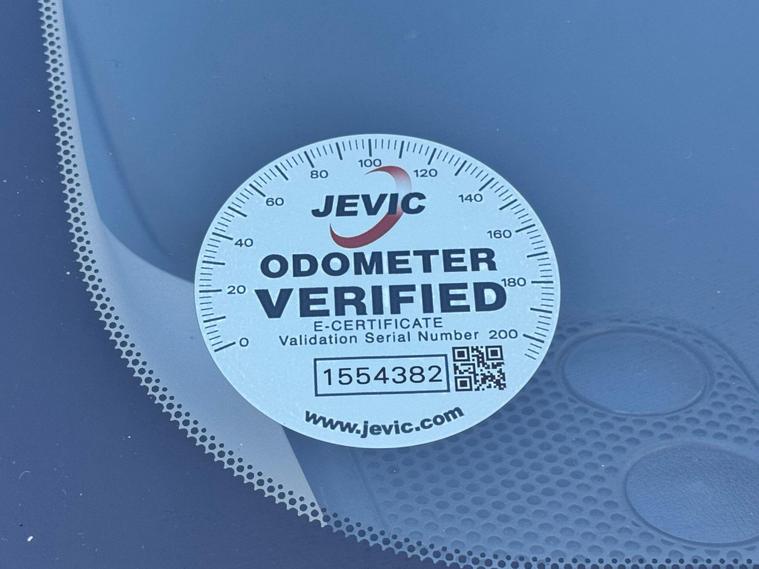 0 20 40 60 80 100 120 140 160 180 200
JEVIC
ODOMETER
VERIFIED
E-CERTIFICATE
Validation Serial Number
1554382
www.jevic.com